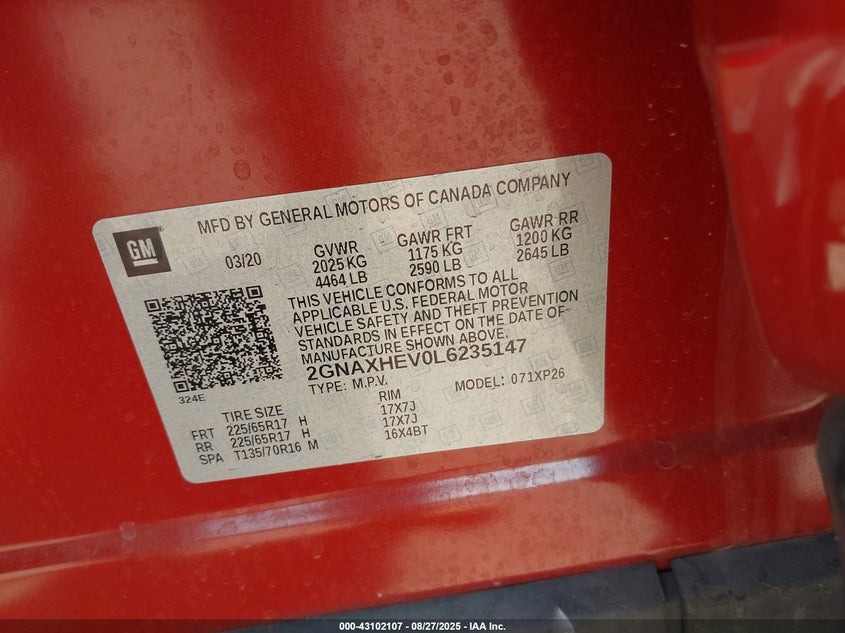 MFD BY GENERAL MOTORS OF CANADA COMPANY
GM
03/20
GVWR
2025 KG
4464 LB
GAWR FRT
1175 KG
2590 LB
GAWR RR
1200 KG
2645 LB
THIS VEHICLE CONFORMS TO ALL
APPLICABLE U.S. FEDERAL MOTOR
VEHICLE SAFETY AND THEFT PREVENTION
STANDARDS IN EFFECT ON THE DATE OF
MANUFACTURE SHOWN ABOVE.
2GNAXHEV0L6235147
TYPE: M.P.V.
MODEL: 071XP26
324E
TIRE SIZE RIM
FRT 225/65R17 H 17X7J
RR 225/65R17 H 17X7J
SPA T135/70R16 M 16X4BT
000-43102107 - 08/27/2025 - IAA Inc.